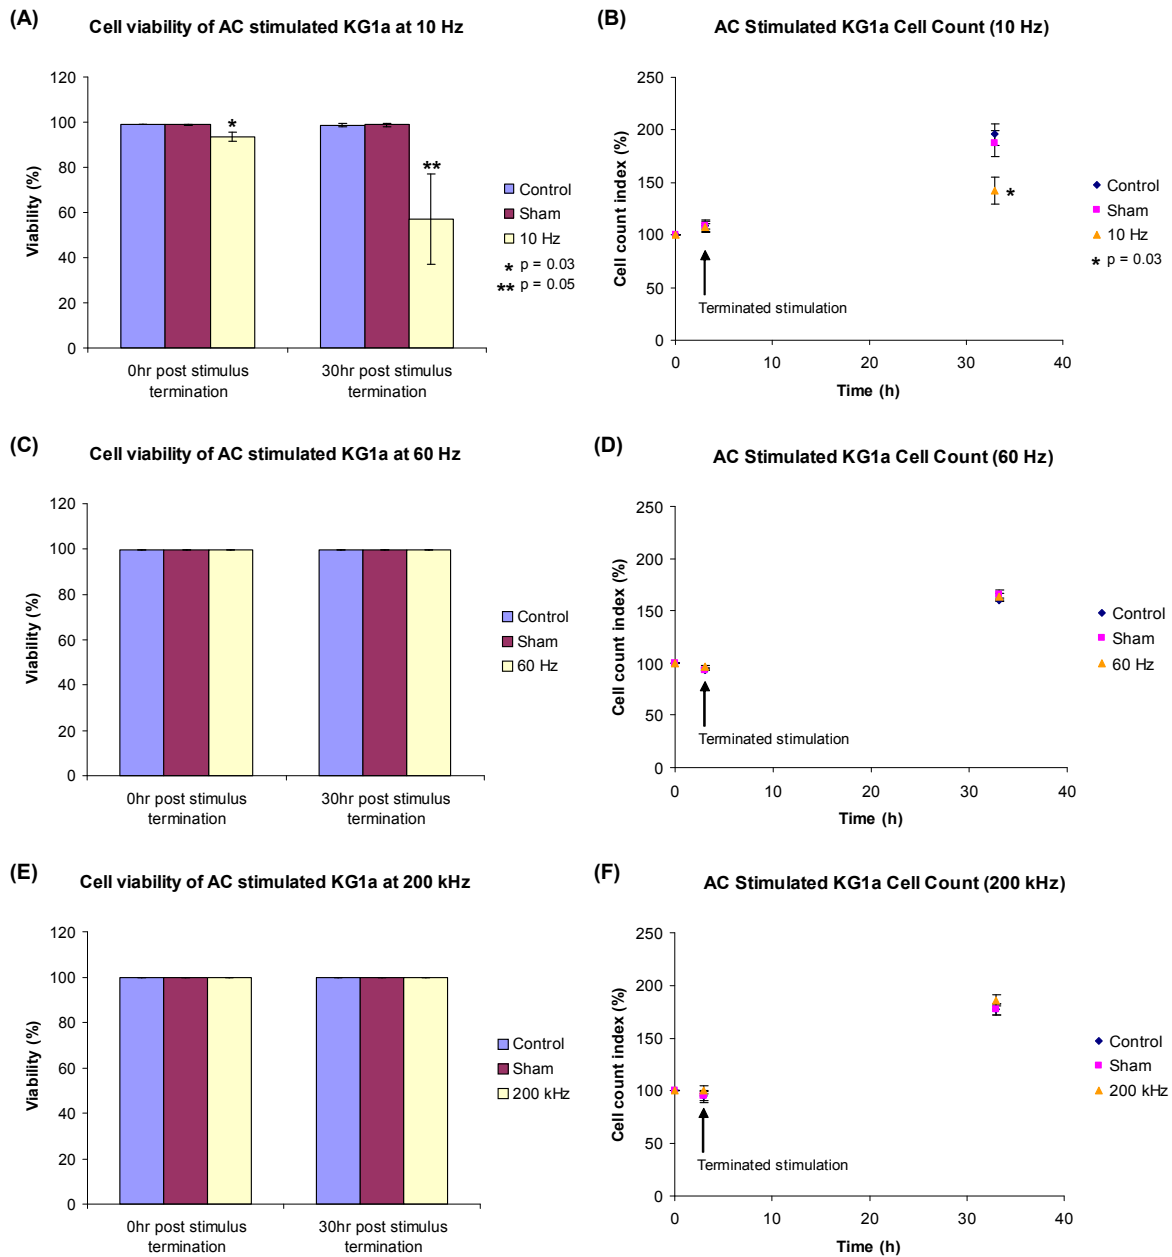 (A)
Cell viability of AC stimulated KG1a at 10 Hz
120
100
80
60
40
20
0
Viability (%)
*
**
0hr post stimulus
termination
30hr post stimulus
termination
Control
Sham
10 Hz
* p = 0.03
** p = 0.05
(B)
AC Stimulated KG1a Cell Count (10 Hz)
250
200
150
100
50
0
Cell count index (%)
*
Terminated stimulation
0 10 20 30 40
Time (h)
Control
Sham
10 Hz
* p = 0.03
(C)
Cell viability of AC stimulated KG1a at 60 Hz
120
100
80
60
40
20
0
Viability (%)
0hr post stimulus
termination
30hr post stimulus
termination
Control
Sham
60 Hz
(D)
AC Stimulated KG1a Cell Count (60 Hz)
250
200
150
100
50
0
Cell count index (%)
Terminated stimulation
0 10 20 30 40
Time (h)
Control
Sham
60 Hz
(E)
Cell viability of AC stimulated KG1a at 200 kHz
120
100
80
60
40
20
0
Viability (%)
0hr post stimulus
termination
30hr post stimulus
termination
Control
Sham
200 kHz
(F)
AC Stimulated KG1a Cell Count (200 kHz)
250
200
150
100
50
0
Cell count index (%)
Terminated stimulation
0 10 20 30 40
Time (h)
Control
Sham
200 kHz